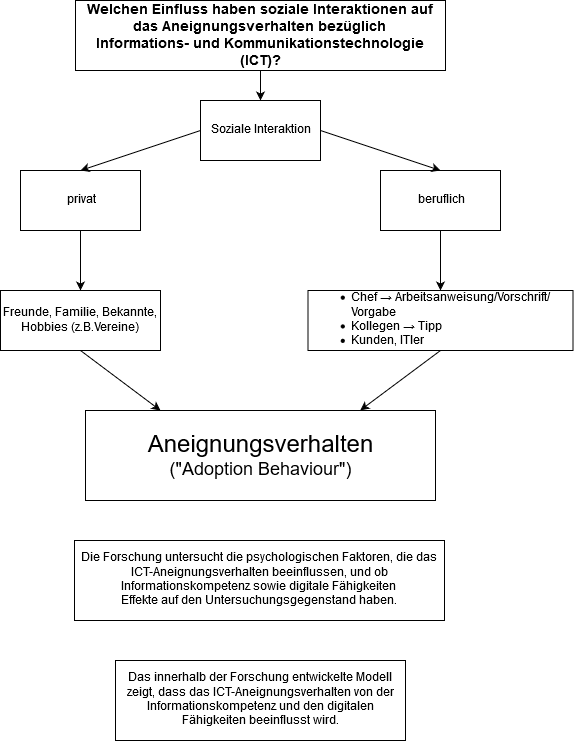 Welchen Einfluss haben soziale Interaktionen auf
das Aneignungsverhalten bezüglich
Informations- und Kommunikationstechnologie
(ICT)?
Soziale Interaktion
privat
beruflich
Freunde, Familie, Bekannte,
Hobbies (z.B.Vereine)
• Chef → Arbeitsanweisung/Vorschrift/
Vorgabe
• Kollegen → Tipp
• Kunden, ITler
Aneignungsverhalten
("Adoption Behaviour")
Die Forschung untersucht die psychologischen Faktoren, die das
ICT-Aneignungsverhalten beeinflussen, und ob
Informationskompetenz sowie digitale Fähigkeiten
Effekte auf den Untersuchungsgegenstand haben.
Das innerhalb der Forschung entwickelte Modell
zeigt, dass das ICT-Aneignungsverhalten von der
Informationskompetenz und den digitalen
Fähigkeiten beeinflusst wird.